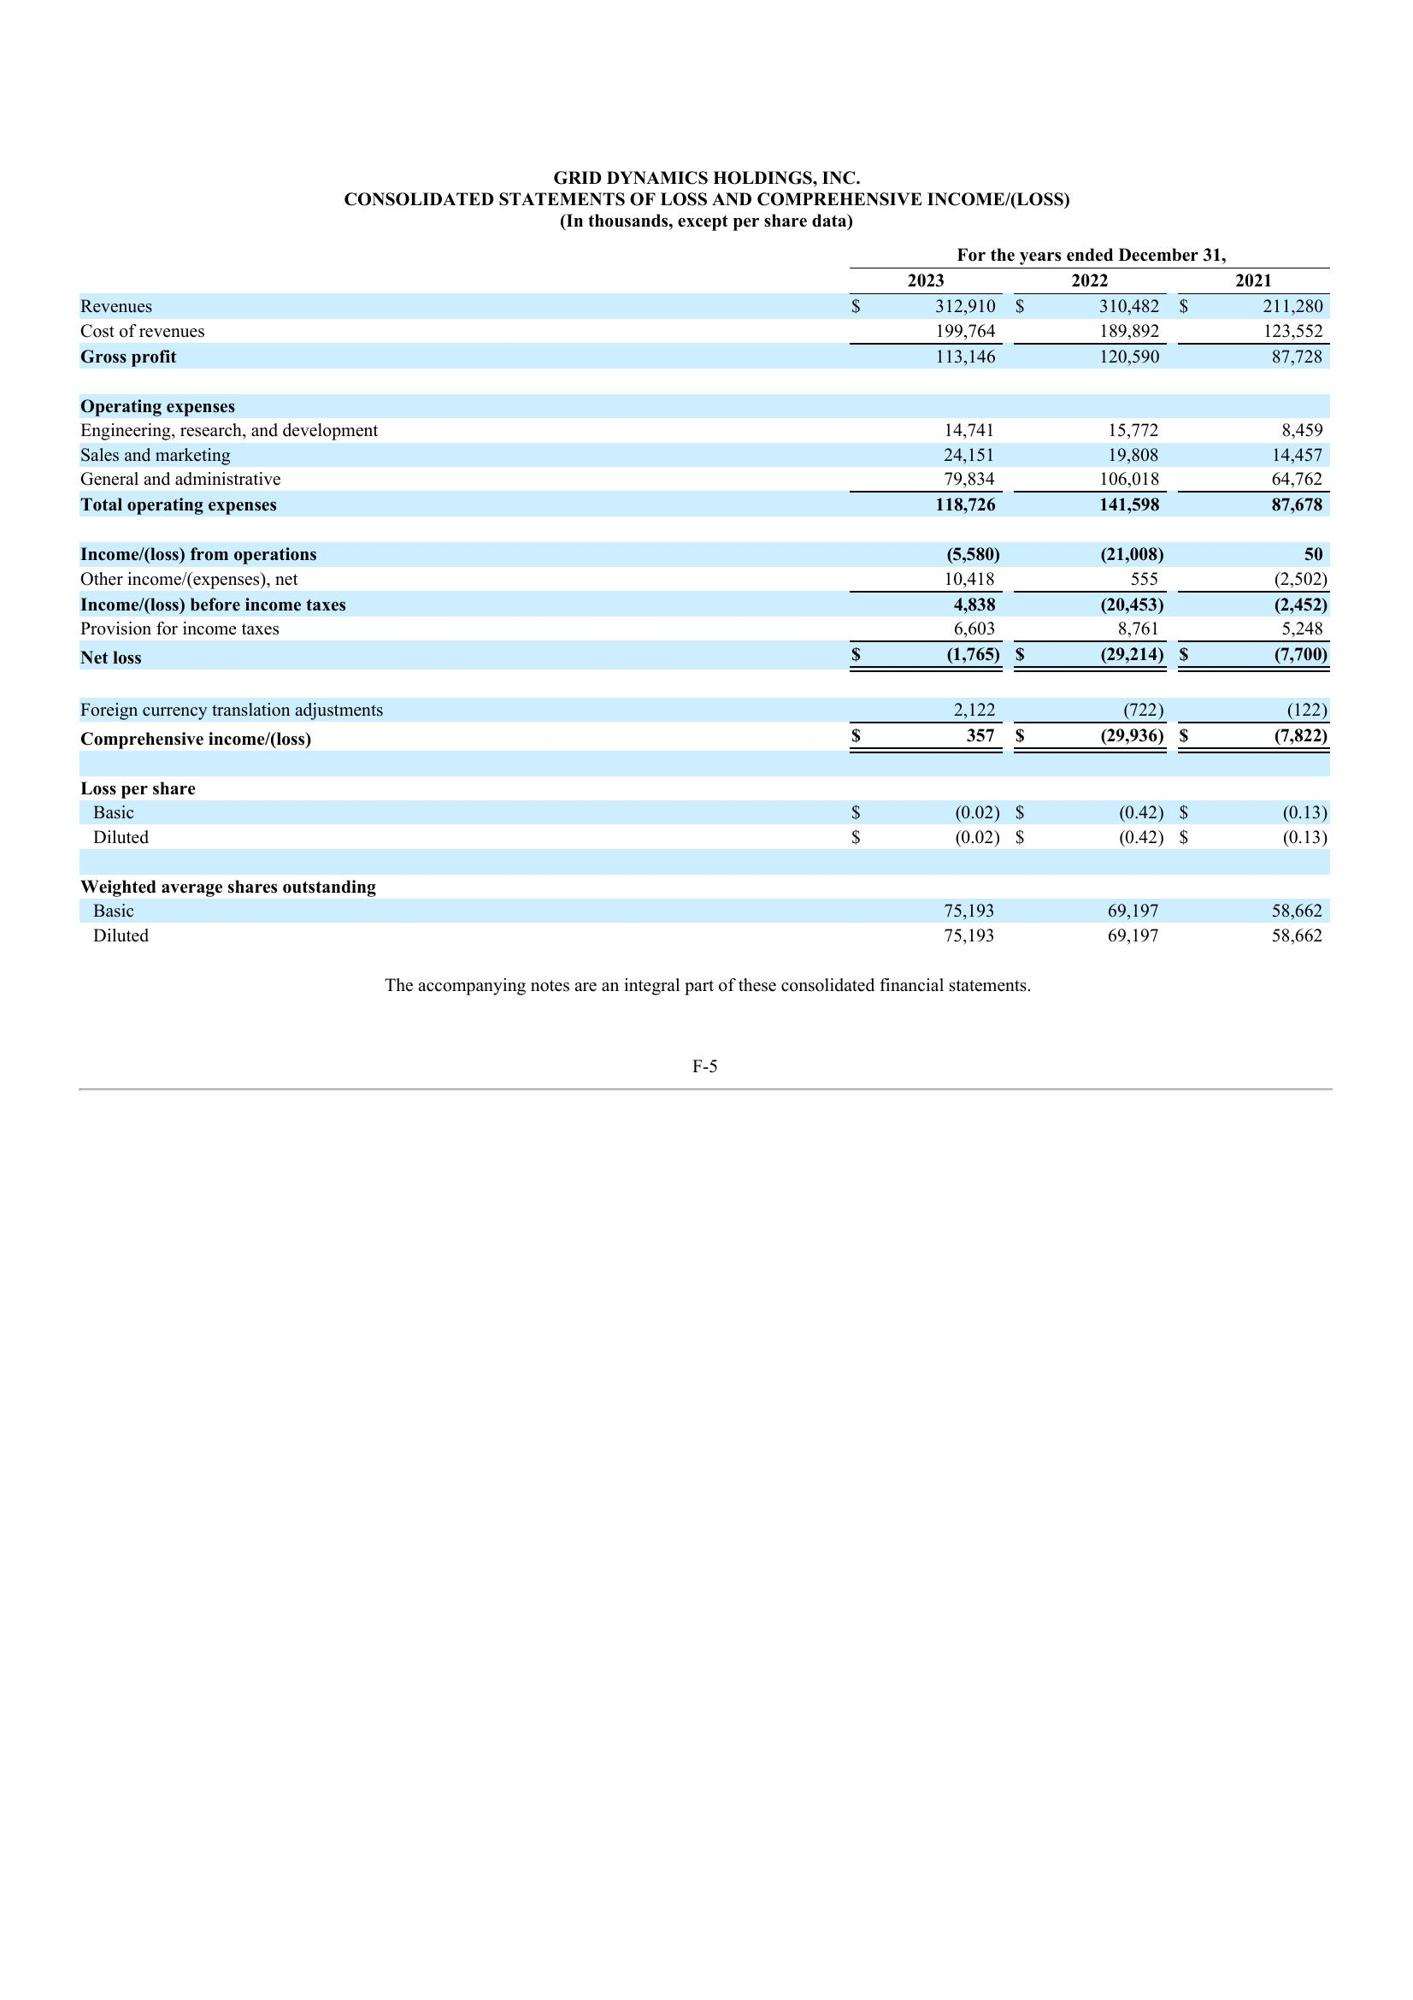 GRID DYNAMICS HOLDINGS, INC.
CONSOLIDATED STATEMENTS OF LOSS AND COMPREHENSIVE INCOME/(LOSS)
(In thousands, except per share data)
For the years ended December 31,
2023 2022 2021
Revenues $ 312,910 $ 310,482 $ 211,280
Cost of revenues 199,764 189,892 123,552
Gross profit 113,146 120,590 87,728
Operating expenses
Engineering, research, and development 14,741 15,772 8,459
Sales and marketing 24,151 19,808 14,457
General and administrative 79,834 106,018 64,762
Total operating expenses 118,726 141,598 87,678
Income/(loss) from operations (5,580) (21,008) 50
Other income/(expenses), net 10,418 555 (2,502)
Income/(loss) before income taxes 4,838 (20,453) (2,452)
Provision for income taxes 6,603 8,761 5,248
Net loss $ (1,765) $ (29,214) $ (7,700)
Foreign currency translation adjustments 2,122 (722) (122)
Comprehensive income/(loss) $ 357 $ (29,936) $ (7,822)
Loss per share
Basic $ (0.02) $ (0.42) $ (0.13)
Diluted $ (0.02) $ (0.42) $ (0.13)
Weighted average shares outstanding
Basic 75,193 69,197 58,662
Diluted 75,193 69,197 58,662
The accompanying notes are an integral part of these consolidated financial statements.
F-5